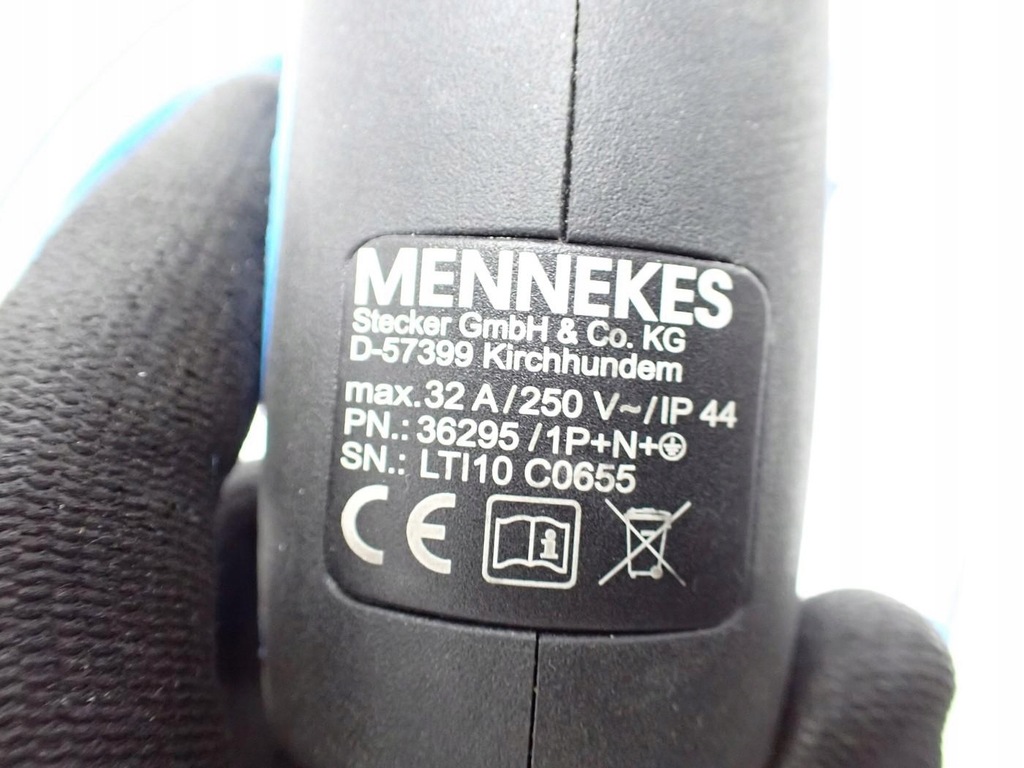 MENNEKES
Stecker GmbH & Co. KG
D-57399 Kirchhundem
max. 32 A / 250 V~ / IP 44
PN.: 36295 / 1P+N+⏚
SN.: LTI10 C0655
CE i